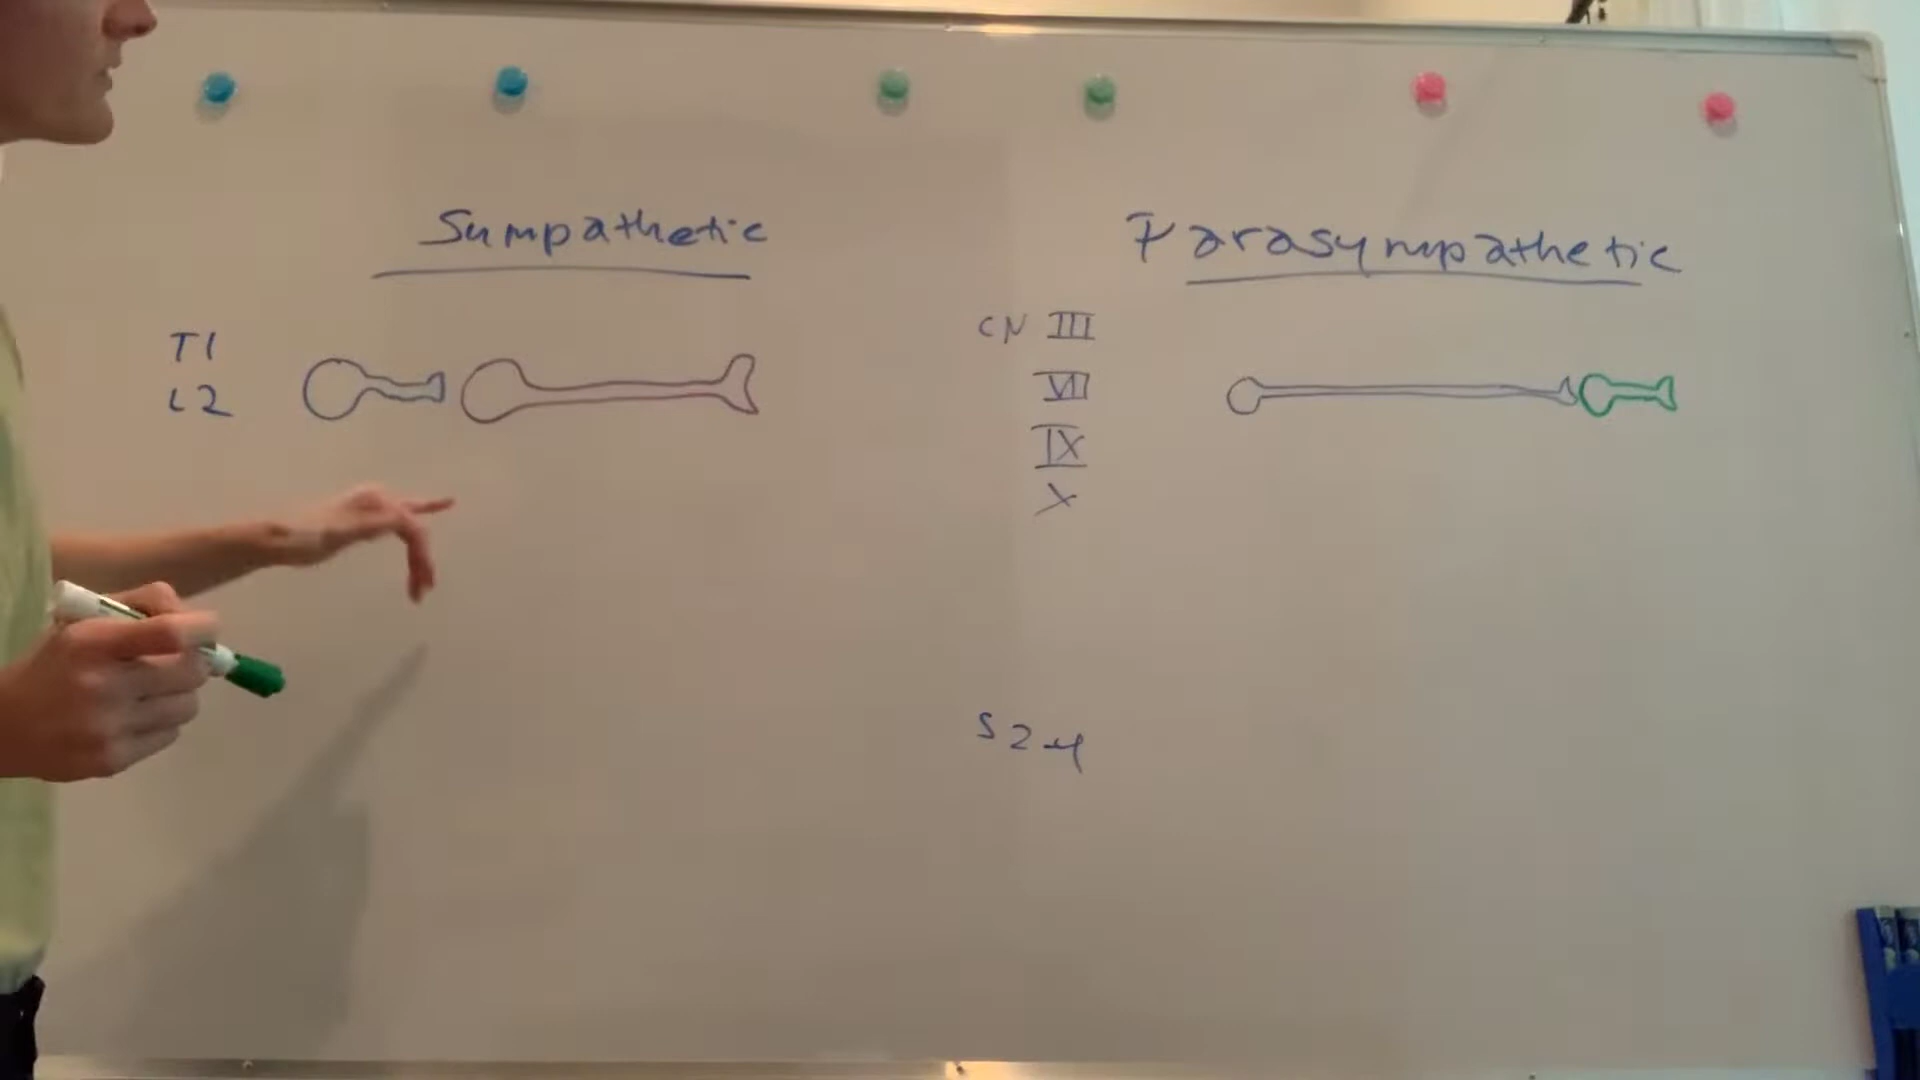 Sympathetic
Parasympathetic
T1
L2
CN III
VII
IX
X
S2-4